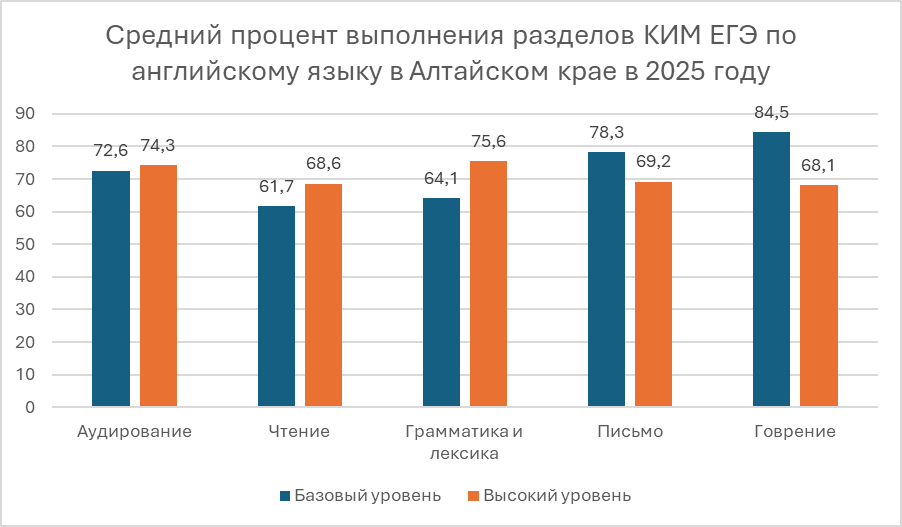 Средний процент выполнения разделов КИМ ЕГЭ по
английскому языку в Алтайском крае в 2025 году
90
80
70
60
50
40
30
20
10
0
72,6
74,3
61,7
68,6
64,1
75,6
78,3
69,2
84,5
68,1
Аудирование
Чтение
Грамматика и
лексика
Письмо
Говрение
Базовый уровень
Высокий уровень